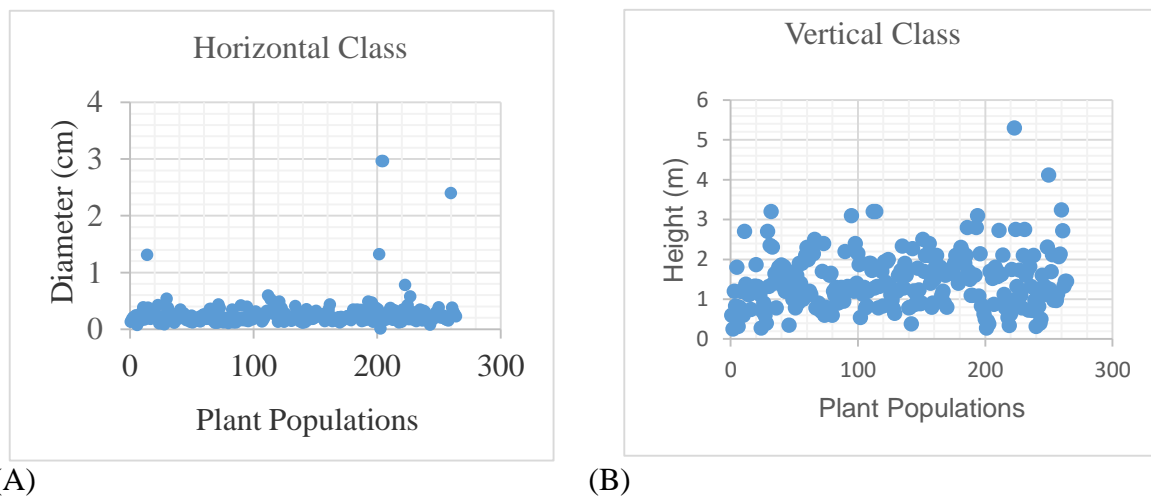 Horizontal Class
4
3
2
1
0
0 100 200 300
Diameter (cm)
Plant Populations
(A)
Vertical Class
6
5
4
3
2
1
0
0 100 200 300
Height (m)
Plant Populations
(B)